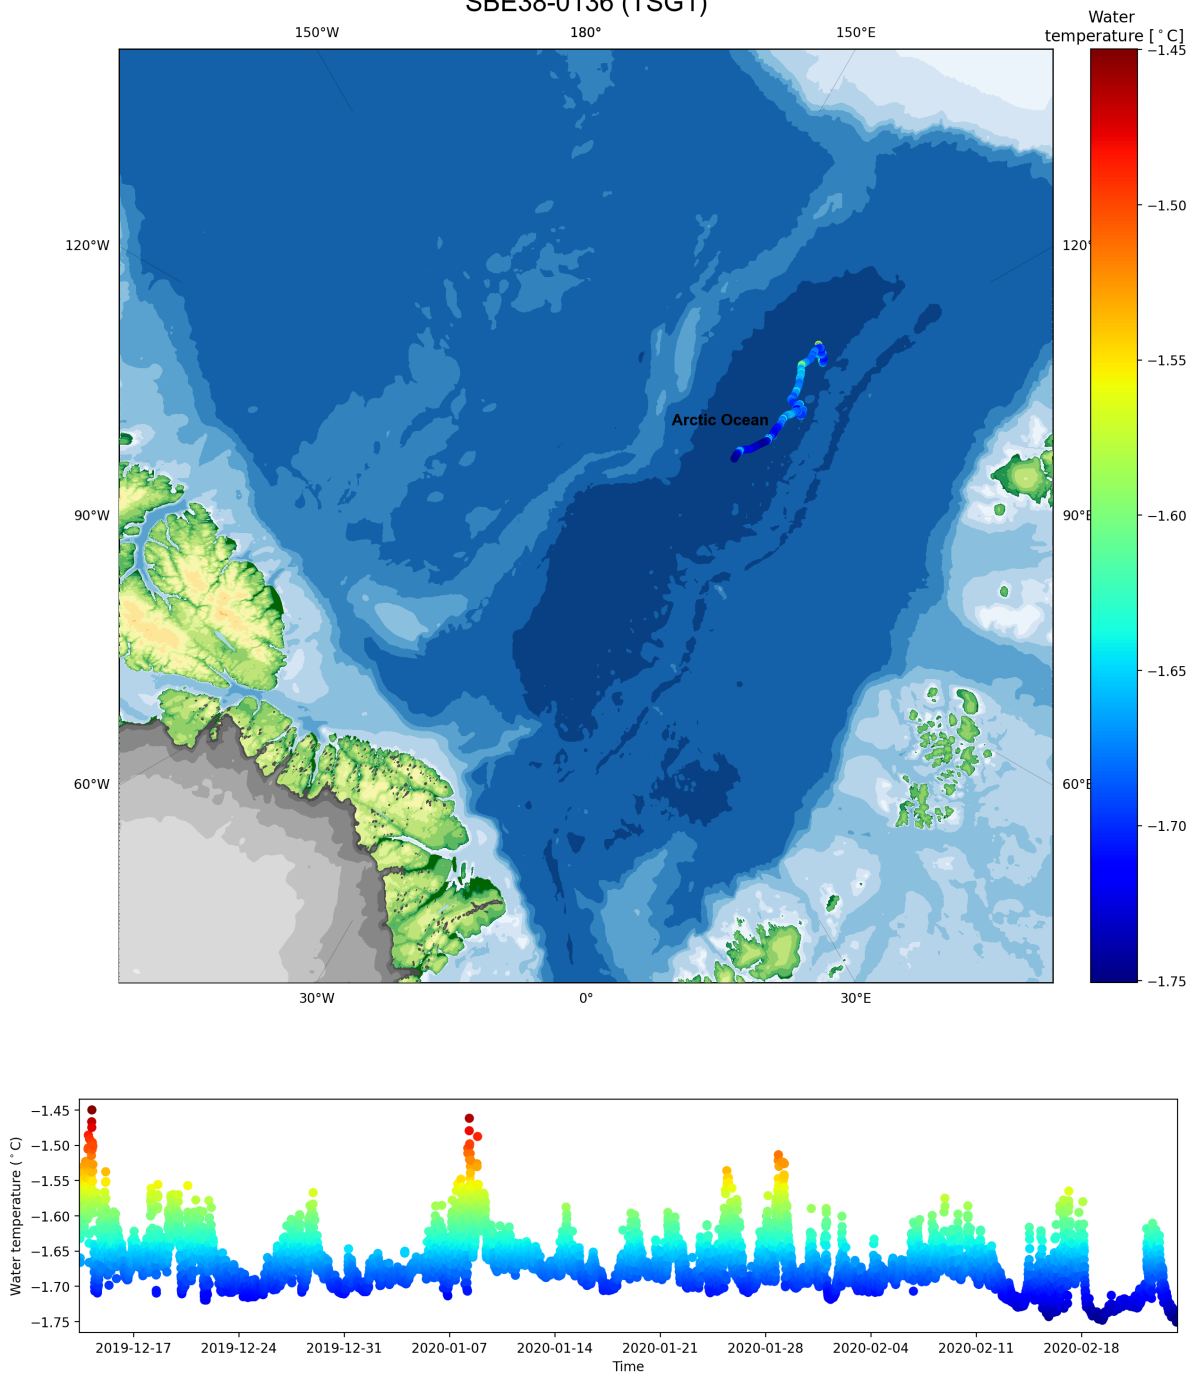 SBE38-0136 (TSG1)
Water
temperature [°C]
150°W 180° 150°E
−1.45
−1.50
120°W 120°
−1.55
Arctic Ocean
90°W 90°E
−1.60
−1.65
60°W 60°E
−1.70
−1.75
30°W 0° 30°E
Water temperature (°C)
−1.45
−1.50
−1.55
−1.60
−1.65
−1.70
−1.75
2019-12-17 2019-12-24 2019-12-31 2020-01-07 2020-01-14 2020-01-21 2020-01-28 2020-02-04 2020-02-11 2020-02-18
Time